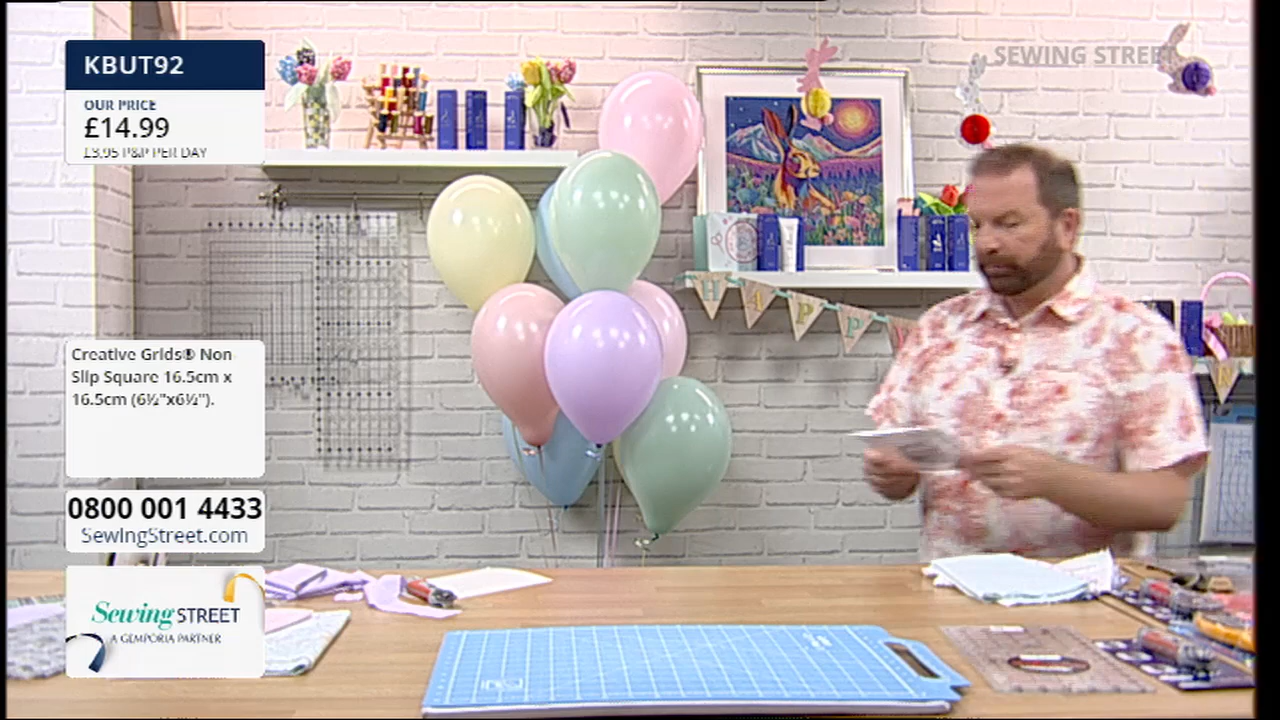 KBUT92
OUR PRICE
£14.99
£3.95 P&P PER DAY
SEWING STREET
HAPP
Creative Grids® Non-
Slip Square 16.5cm x
16.5cm (6½"x6½").
0800 001 4433
SewingStreet.com
Sewing STREET
A GEMPORIA PARTNER